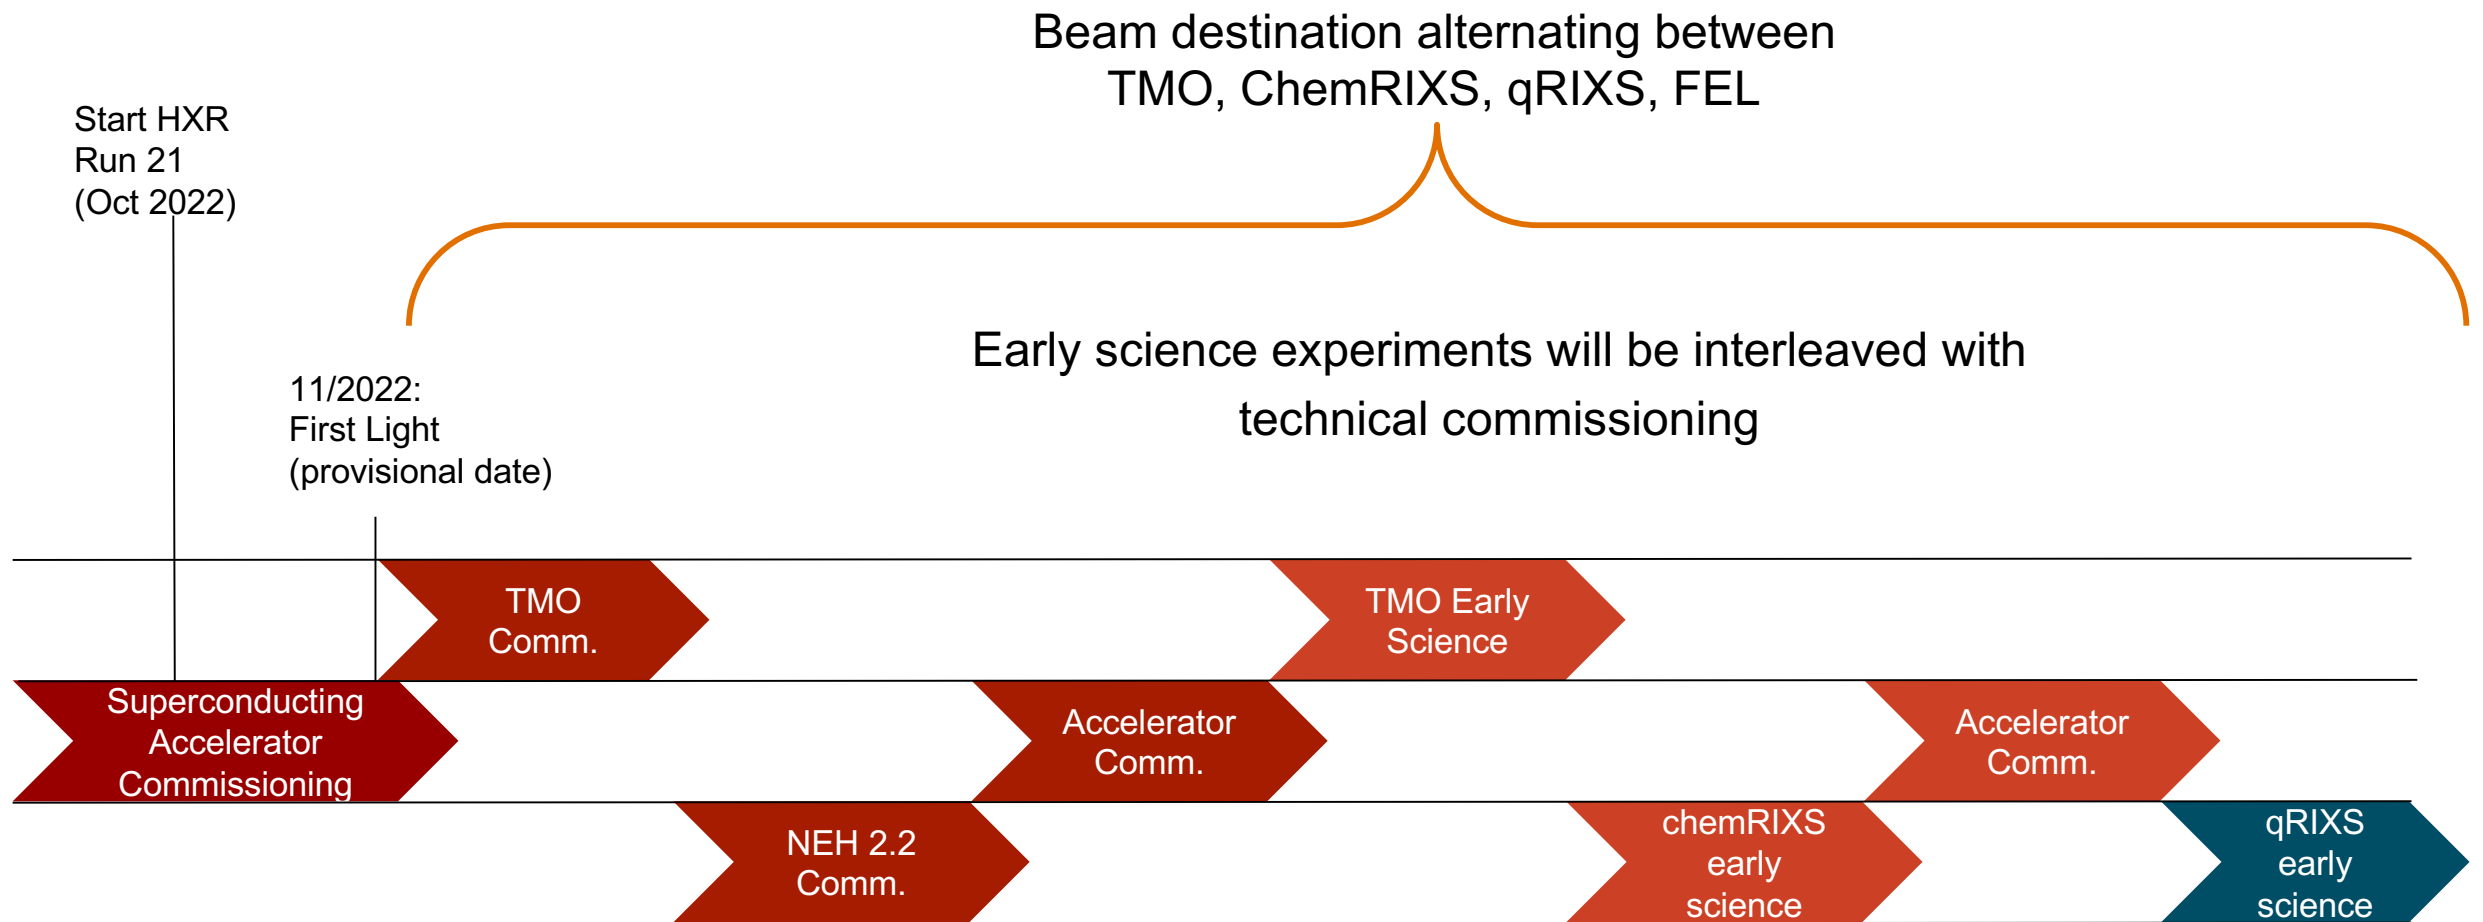 Beam destination alternating between
TMO, ChemRIXS, qRIXS, FEL
Start HXR
Run 21
(Oct 2022)
Early science experiments will be interleaved with
technical commissioning
11/2022:
First Light
(provisional date)
TMO
Comm.
TMO Early
Science
Superconducting
Accelerator
Commissioning
Accelerator
Comm.
Accelerator
Comm.
NEH 2.2
Comm.
chemRIXS
early
science
qRIXS
early
science